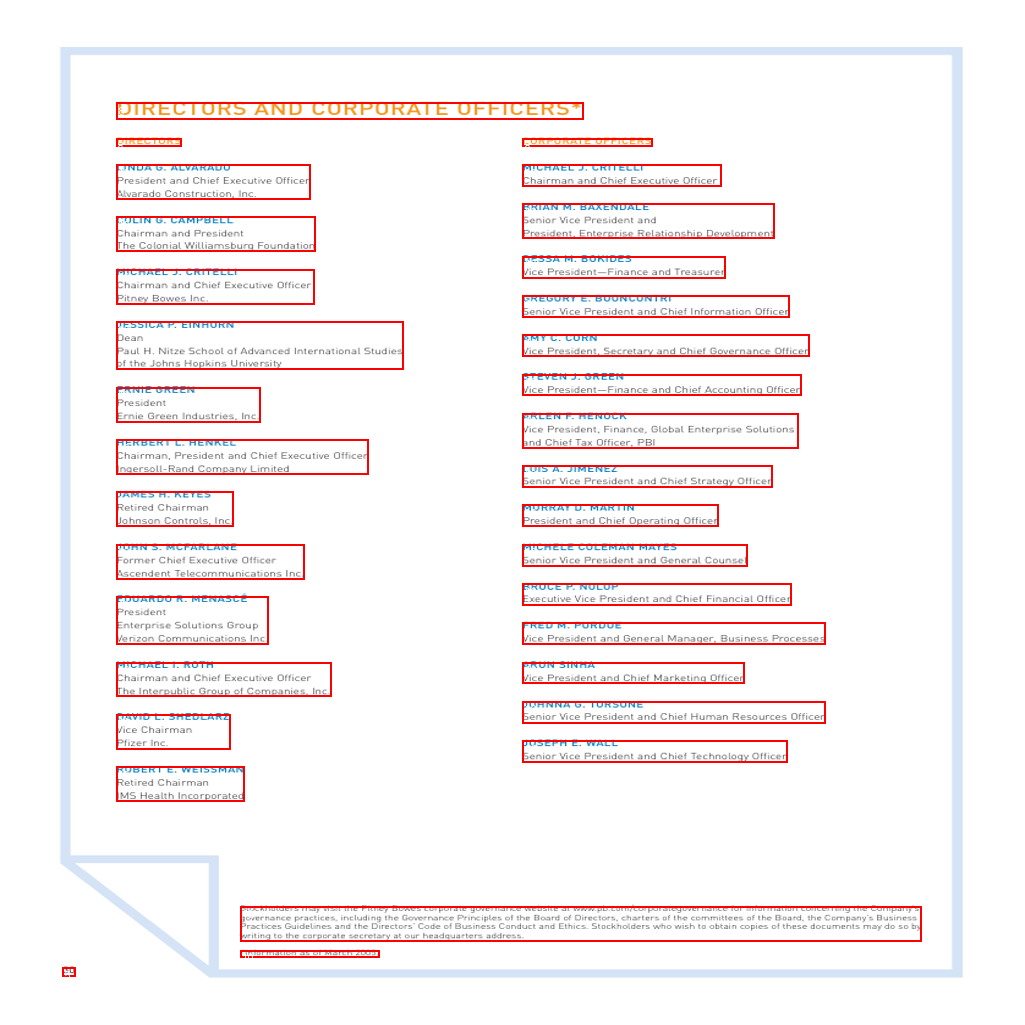 DIRECTORS AND CORPORATE OFFICERS*
DIRECTORS
LINDA G. ALVARADO
President and Chief Executive Officer
Alvarado Construction, Inc.
COLIN G. CAMPBELL
Chairman and President
The Colonial Williamsburg Foundation
MICHAEL J. CRITELLI
Chairman and Chief Executive Officer
Pitney Bowes Inc.
JESSICA P. EINHORN
Dean
Paul H. Nitze School of Advanced International Studies
of the Johns Hopkins University
ERNIE GREEN
President
Ernie Green Industries, Inc.
HERBERT L. HENKEL
Chairman, President and Chief Executive Officer
Ingersoll-Rand Company Limited
JAMES H. KEYES
Retired Chairman
Johnson Controls, Inc.
JOHN S. MCFARLANE
Former Chief Executive Officer
Ascendent Telecommunications Inc.
EDUARDO R. MENASCÉ
President
Enterprise Solutions Group
Verizon Communications Inc.
MICHAEL I. ROTH
Chairman and Chief Executive Officer
The Interpublic Group of Companies, Inc.
DAVID L. SHEDLARZ
Vice Chairman
Pfizer Inc.
ROBERT E. WEISSMAN
Retired Chairman
IMS Health Incorporated
CORPORATE OFFICERS
MICHAEL J. CRITELLI
Chairman and Chief Executive Officer
BRIAN M. BAXENDALE
Senior Vice President and
President, Enterprise Relationship Development
DESSA M. BOKIDES
Vice President—Finance and Treasurer
GREGORY E. BUONCONTRI
Senior Vice President and Chief Information Officer
AMY C. CORN
Vice President, Secretary and Chief Governance Officer
STEVEN J. GREEN
Vice President—Finance and Chief Accounting Officer
ARLEN F. HENOCK
Vice President, Finance, Global Enterprise Solutions
and Chief Tax Officer, PBI
LUIS A. JIMENEZ
Senior Vice President and Chief Strategy Officer
MURRAY D. MARTIN
President and Chief Operating Officer
MICHELE COLEMAN MAYES
Senior Vice President and General Counsel
BRUCE P. NOLOP
Executive Vice President and Chief Financial Officer
FRED M. PURDUE
Vice President and General Manager, Business Processes
ARUN SINHA
Vice President and Chief Marketing Officer
JOHNNA G. TORSONE
Senior Vice President and Chief Human Resources Officer
JOSEPH E. WALL
Senior Vice President and Chief Technology Officer
Stockholders may visit the Pitney Bowes corporate governance website at www.pb.com/corporategovernance for information concerning the Company's
governance practices, including the Governance Principles of the Board of Directors, charters of the committees of the Board, the Company's Business
Practices Guidelines and the Directors' Code of Business Conduct and Ethics. Stockholders who wish to obtain copies of these documents may do so by
writing to the corporate secretary at our headquarters address.
*Information as of March 2005